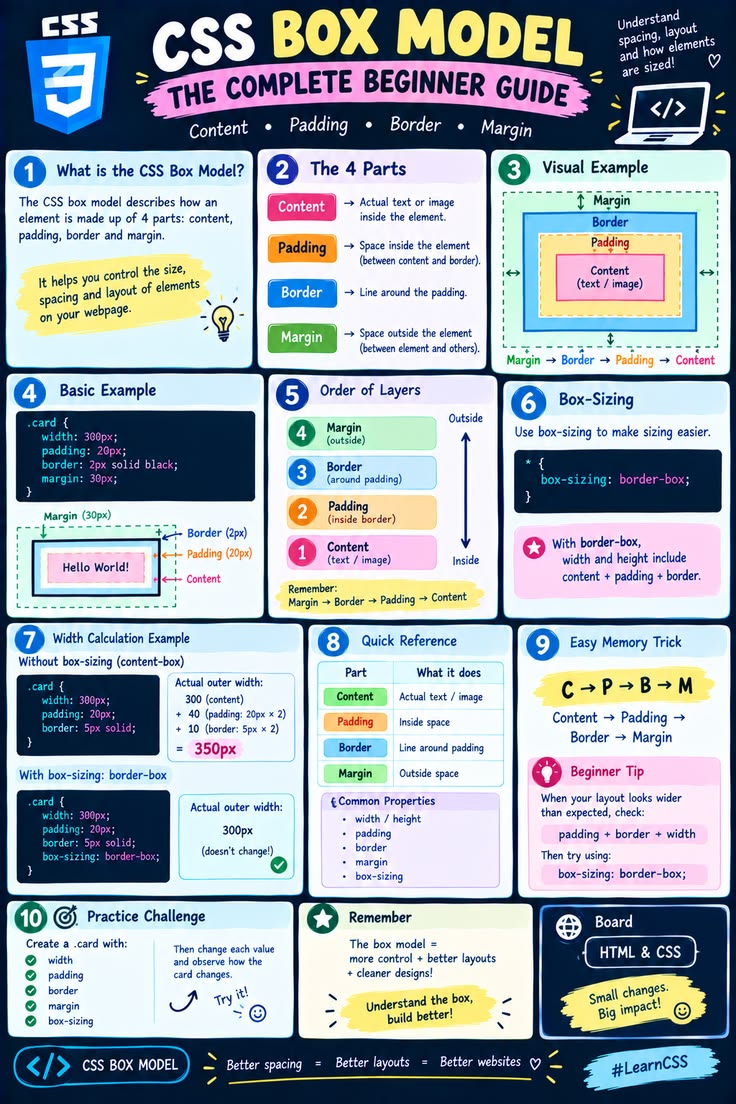 CSS
3
CSS BOX MODEL
THE COMPLETE BEGINNER GUIDE
Content • Padding • Border • Margin
Understand
spacing, layout
and how elements
are sized!
</>
1 What is the CSS Box Model?
The CSS box model describes how an
element is made up of 4 parts: content,
padding, border and margin.
It helps you control the size,
spacing and layout of elements
on your webpage.
2 The 4 Parts
Content → Actual text or image
inside the element.
Padding → Space inside the element
(between content and border).
Border → Line around the padding.
Margin → Space outside the element
(between element and others).
3 Visual Example
Margin
Border
Padding
Content
(text / image)
Margin → Border → Padding → Content
4 Basic Example
.card {
width: 300px;
padding: 20px;
border: 2px solid black;
margin: 30px;
}
Margin (30px)
Border (2px)
Padding (20px)
Content
Hello World!
5 Order of Layers
4 Margin
(outside)
3 Border
(around padding)
2 Padding
(inside border)
1 Content
(text / image)
Outside
Inside
Remember:
Margin → Border → Padding → Content
6 Box-Sizing
Use box-sizing to make sizing easier.
* {
box-sizing: border-box;
}
With border-box,
width and height include
content + padding + border.
7 Width Calculation Example
Without box-sizing (content-box)
.card {
width: 300px;
padding: 20px;
border: 5px solid;
}
Actual outer width:
300 (content)
+ 40 (padding: 20px × 2)
+ 10 (border: 5px × 2)
= 350px
With box-sizing: border-box
.card {
width: 300px;
padding: 20px;
border: 5px solid;
box-sizing: border-box;
}
Actual outer width:
300px
(doesn't change!)
8 Quick Reference
Part What it does
Content Actual text / image
Padding Inside space
Border Line around padding
Margin Outside space
Common Properties
• width / height
• padding
• border
• margin
• box-sizing
9 Easy Memory Trick
C → P → B → M
Content → Padding →
Border → Margin
Beginner Tip
When your layout looks wider
than expected, check:
padding + border + width
Then try using:
box-sizing: border-box;
10 Practice Challenge
Create a .card with:
width
padding
border
margin
box-sizing
Then change each value
and observe how the
card changes.
Try it!
Remember
The box model =
more control + better layouts
+ cleaner designs!
Understand the box,
build better!
Board
HTML & CSS
Small changes.
Big impact!
</> CSS BOX MODEL
Better spacing = Better layouts = Better websites
#LearnCSS